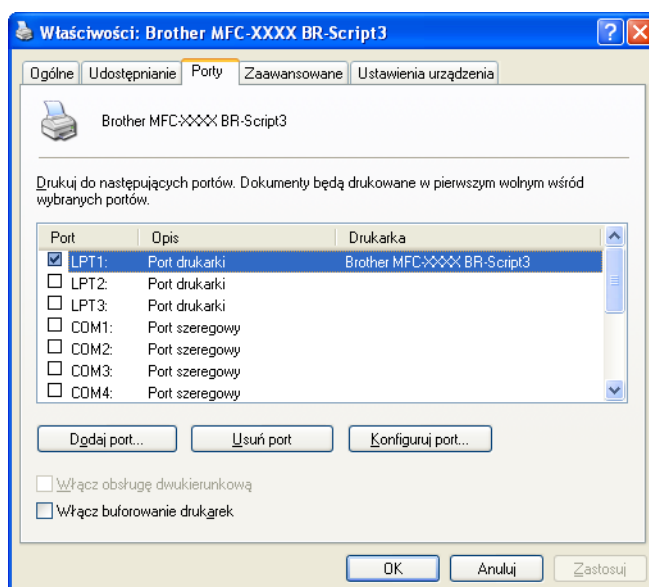 Właściwości: Brother MFC-XXXX BR-Script3
Ogólne Udostępnianie Porty Zaawansowane Ustawienia urządzenia
Brother MFC-XXXX BR-Script3
Drukuj do następujących portów. Dokumenty będą drukowane w pierwszym wolnym wśród
wybranych portów.
Port Opis Drukarka
LPT1: Port drukarki Brother MFC-XXXX BR-Script3
LPT2: Port drukarki
LPT3: Port drukarki
COM1: Port szeregowy
COM2: Port szeregowy
COM3: Port szeregowy
COM4: Port szeregowy
Dodaj port... Usuń port Konfiguruj port...
Włącz obsługę dwukierunkową
Włącz buforowanie drukarek
OK Anuluj Zastosuj